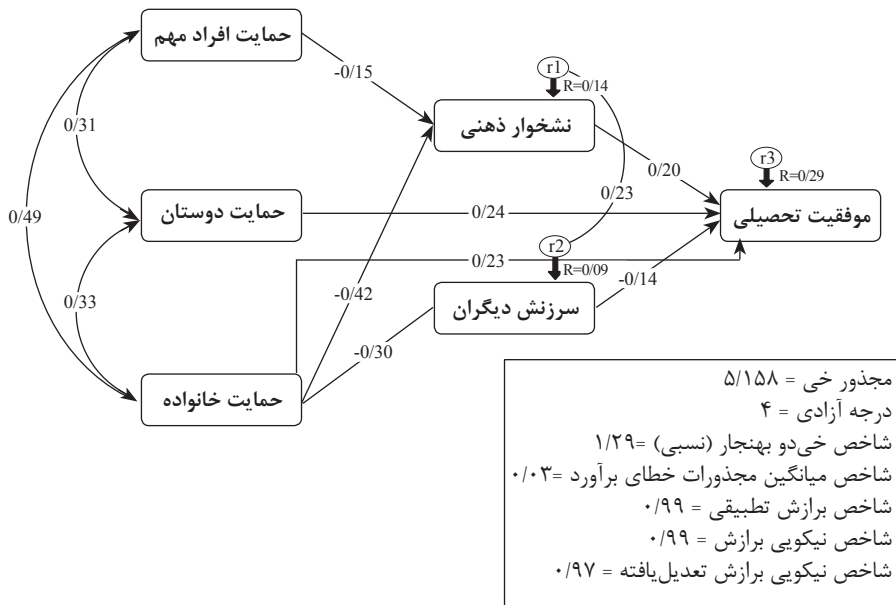 حمایت افراد مهم
-0/15
r1
R=0/14
نشخوار ذهنی
0/31
0/20
r3
R=0/29
0/49
حمایت دوستان
0/24
0/23
موفقیت تحصیلی
r2
0/23
R=0/09
-0/14
0/33
-0/42
سرزنش دیگران
-0/30
حمایت خانواده
مجذور خی = ۵/۱۵۸
درجه آزادی = ۴
شاخص خی‌دو بهنجار (نسبی) =۱/۲۹
شاخص میانگین مجذورات خطای برآورد =۰/۰۳
شاخص برازش تطبیقی = ۰/۹۹
شاخص نیکویی برازش = ۰/۹۹
شاخص نیکویی برازش تعدیل‌یافته = ۰/۹۷